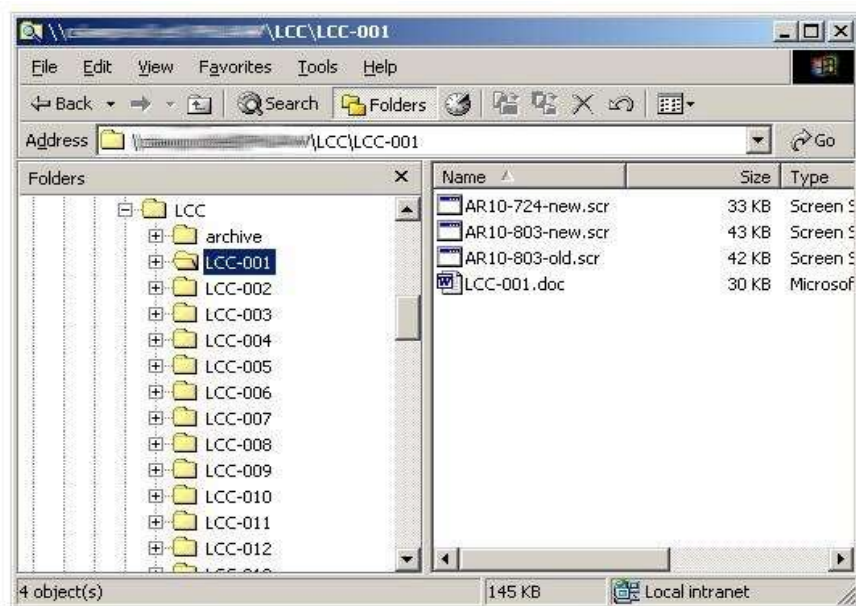 \\ \LCC\LCC-001
File Edit View Favorites Tools Help
Back Search Folders
Address \\ \LCC\LCC-001 Go
Folders
LCC
archive
LCC-001
LCC-002
LCC-003
LCC-004
LCC-005
LCC-006
LCC-007
LCC-008
LCC-009
LCC-010
LCC-011
LCC-012
Name Size Type
AR10-724-new.scr 33 KB Screen S
AR10-803-new.scr 43 KB Screen S
AR10-803-old.scr 42 KB Screen S
LCC-001.doc 30 KB Microsof
4 object(s) 145 KB Local intranet